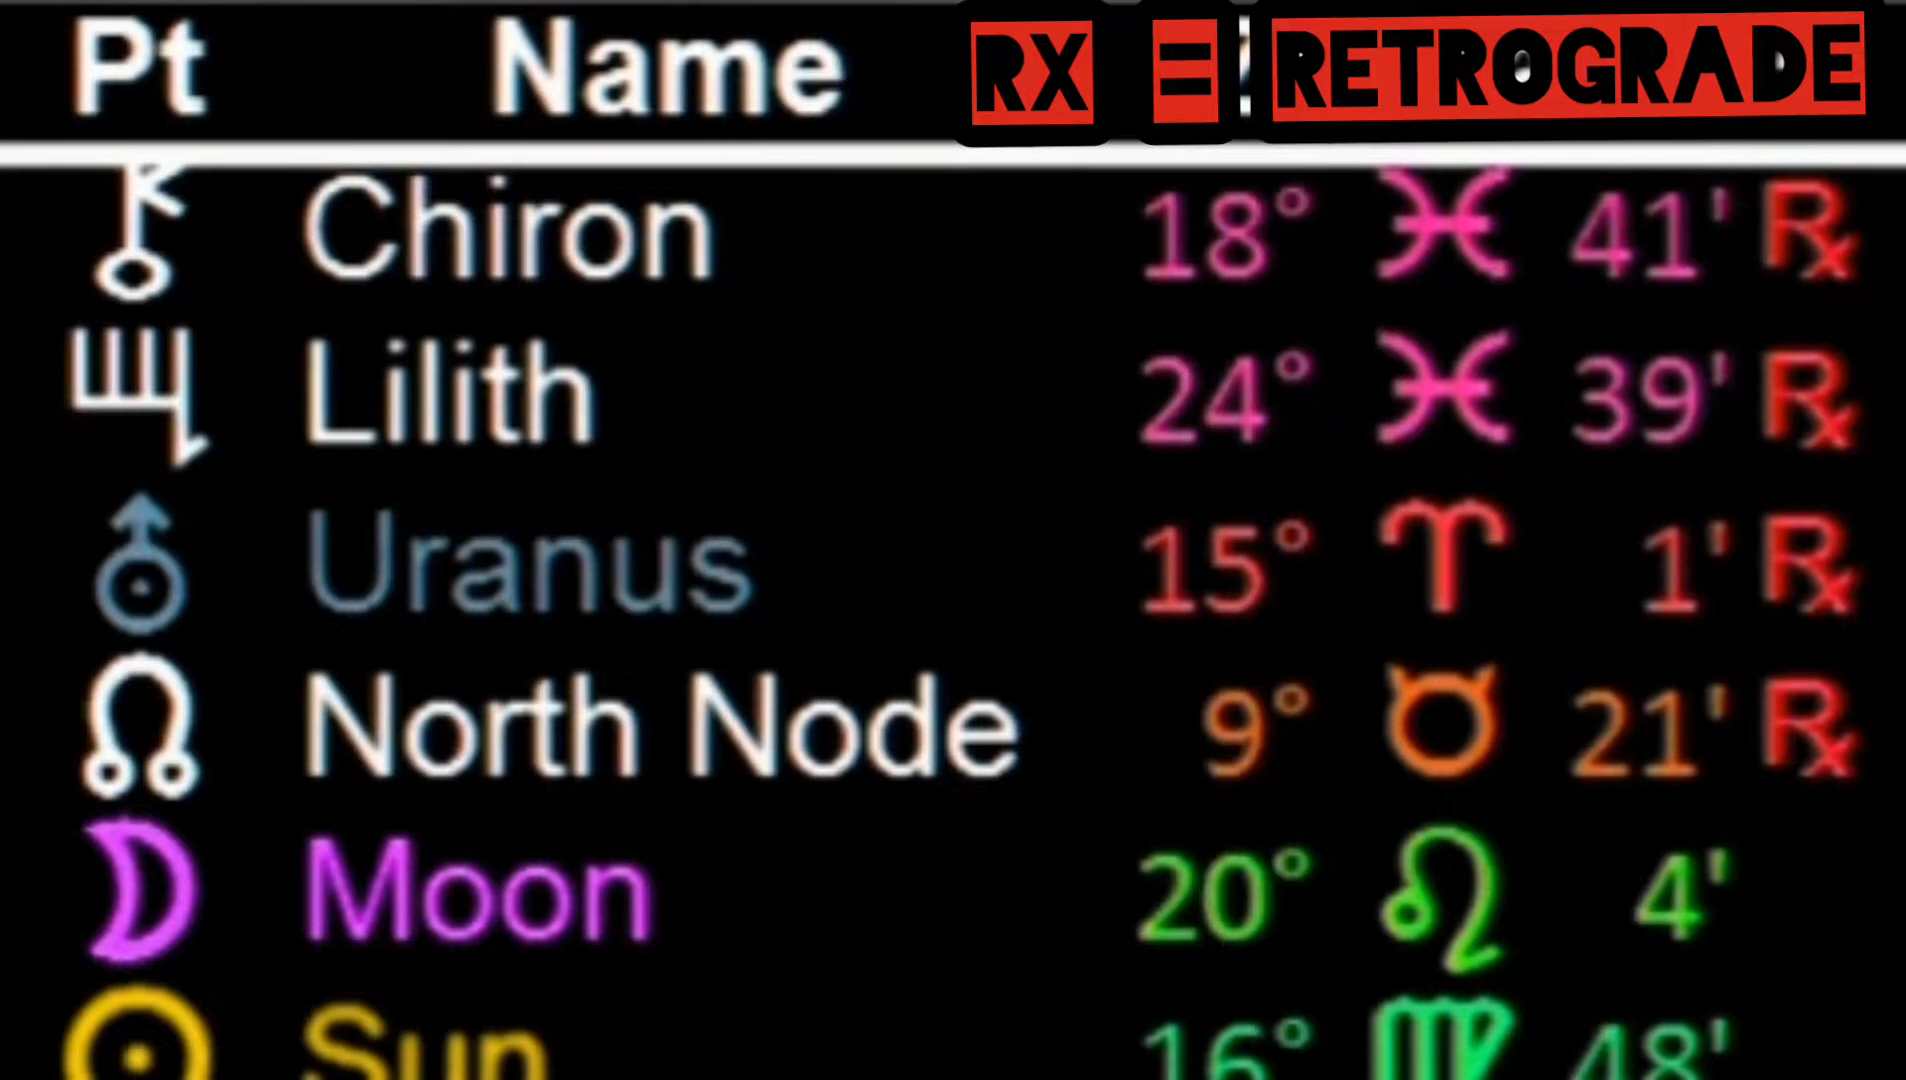 Pt Name RX = RETROGRADE
⚷ Chiron 18° ♓ 41' ℞
Lilith 24° ♓ 39' ℞
⛢ Uranus 15° ♈ 1' ℞
☊ North Node 9° ♉ 21' ℞
☽ Moon 20° ♌ 4'
☉ Sun 16° ♍ 48'